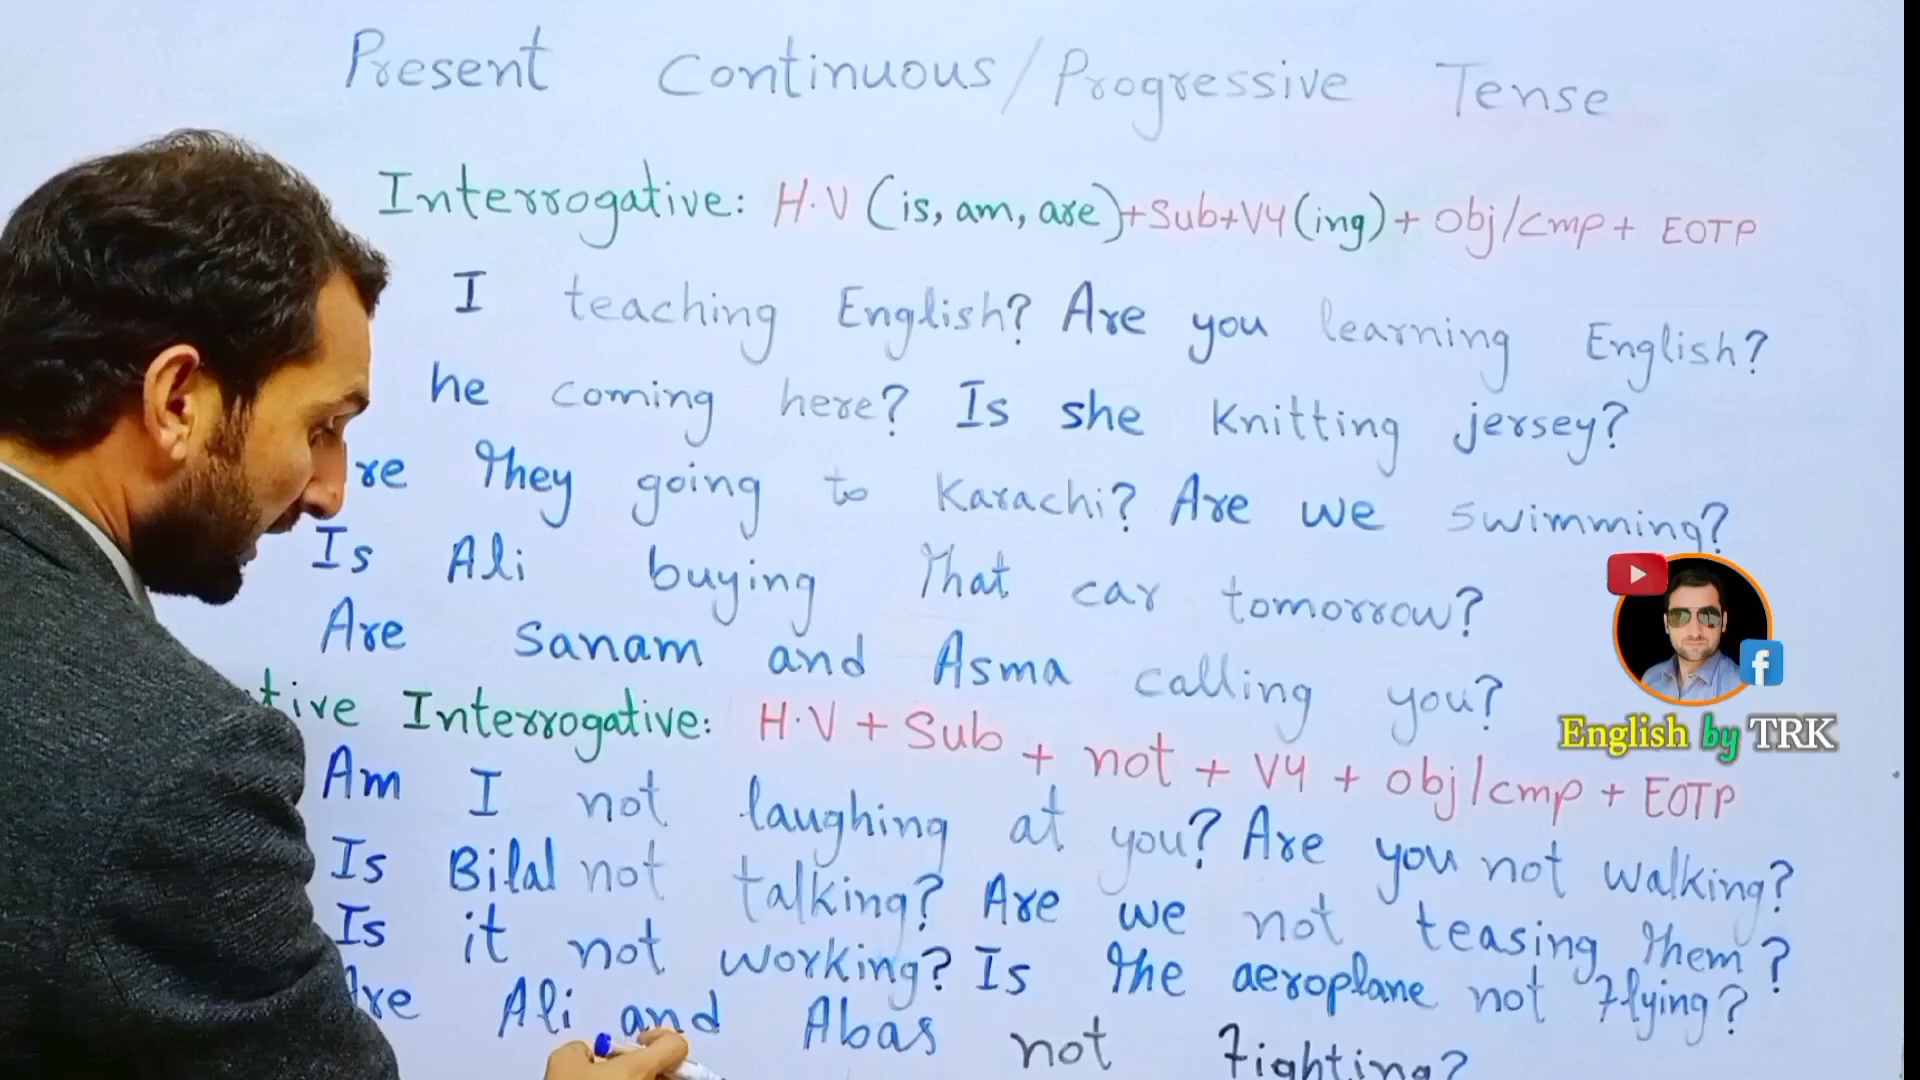 Present Continuous/Progressive Tense
Interrogative: H.V (is, am, are)+Sub+V4(ing)+ Obj/cmp + EOTP
I teaching English? Are you learning English?
he coming here? Is she knitting jersey?
re they going to Karachi? Are we swimming?
Is Ali buying that car tomorrow?
Are Sanam and Asma calling you?
tive Interrogative: H.V + Sub + not + V4 + obj/cmp + EOTP
Am I not laughing at you? Are you not walking?
Is Bilal not talking? Are we not teasing them?
Is it not working? Is the aeroplane not flying?
Are Ali and Abas not fighting?
English by TRK